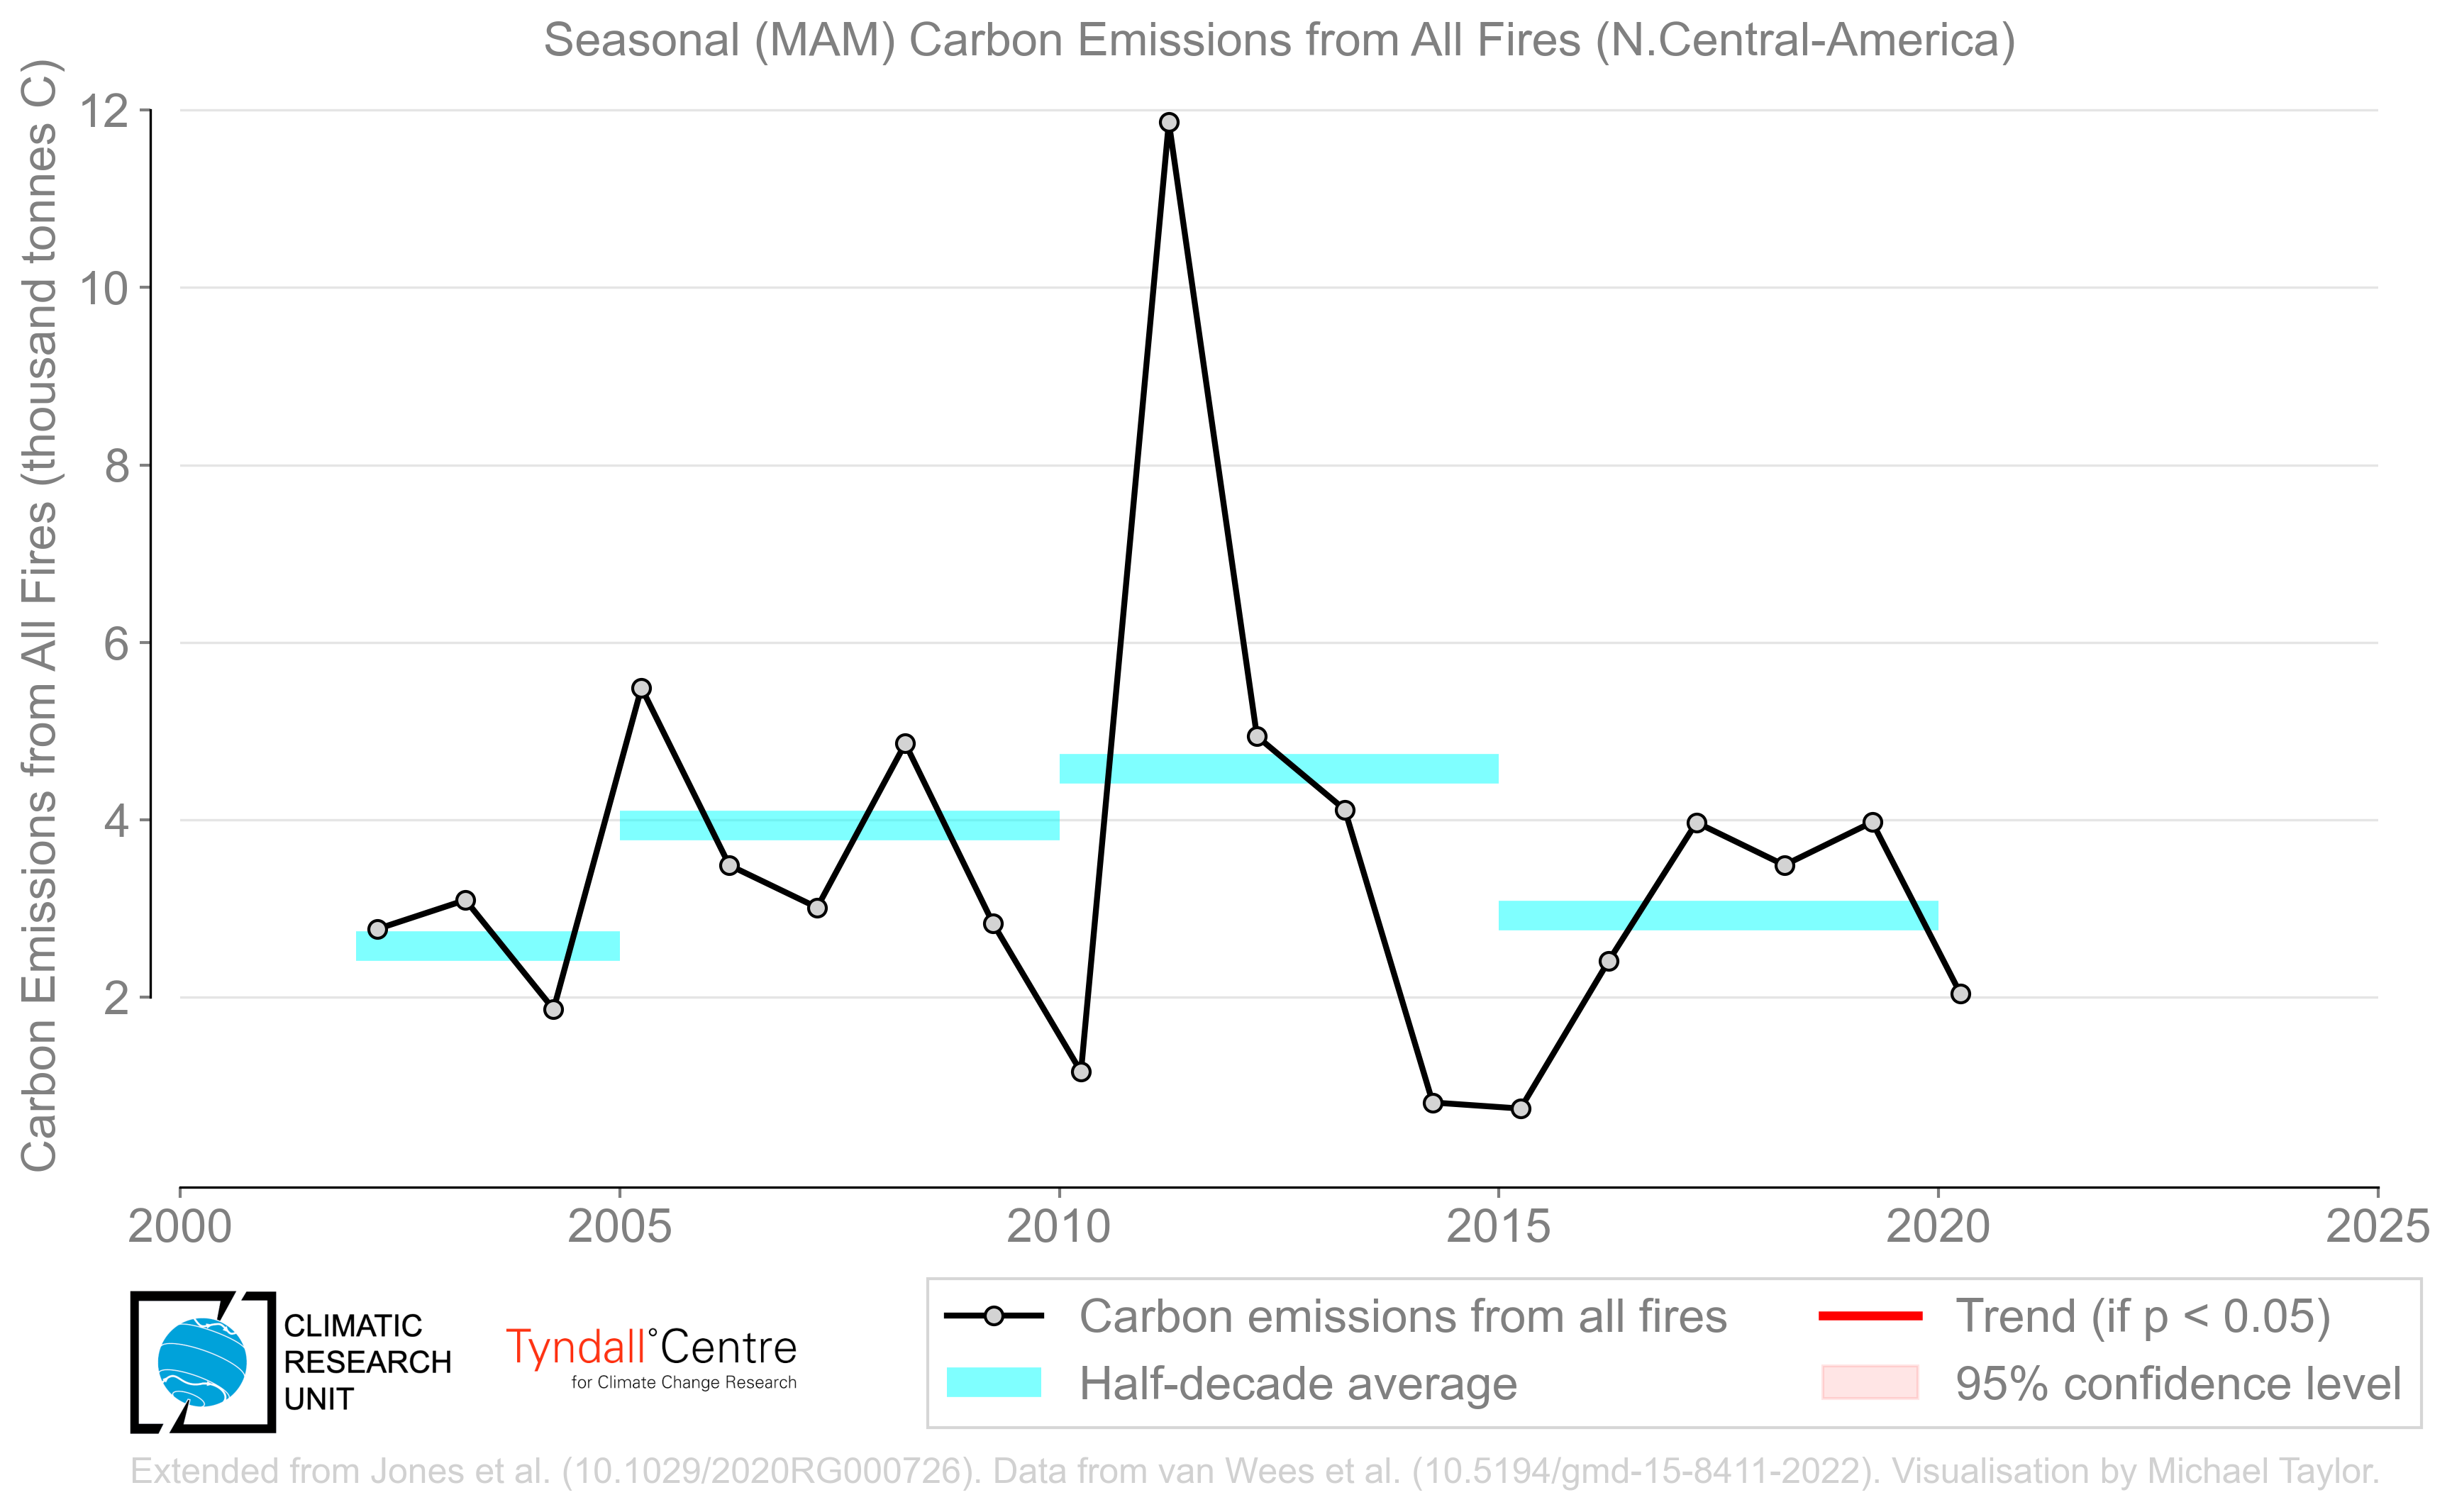 Seasonal (MAM) Carbon Emissions from All Fires (N.Central-America)
Carbon Emissions from All Fires (thousand tonnes C)
12
10
8
6
4
2
2000 2005 2010 2015 2020 2025
CLIMATIC
RESEARCH
UNIT
Tyndall°Centre
for Climate Change Research
Carbon emissions from all fires
Half-decade average
Trend (if p < 0.05)
95% confidence level
Extended from Jones et al. (10.1029/2020RG000726). Data from van Wees et al. (10.5194/gmd-15-8411-2022). Visualisation by Michael Taylor.